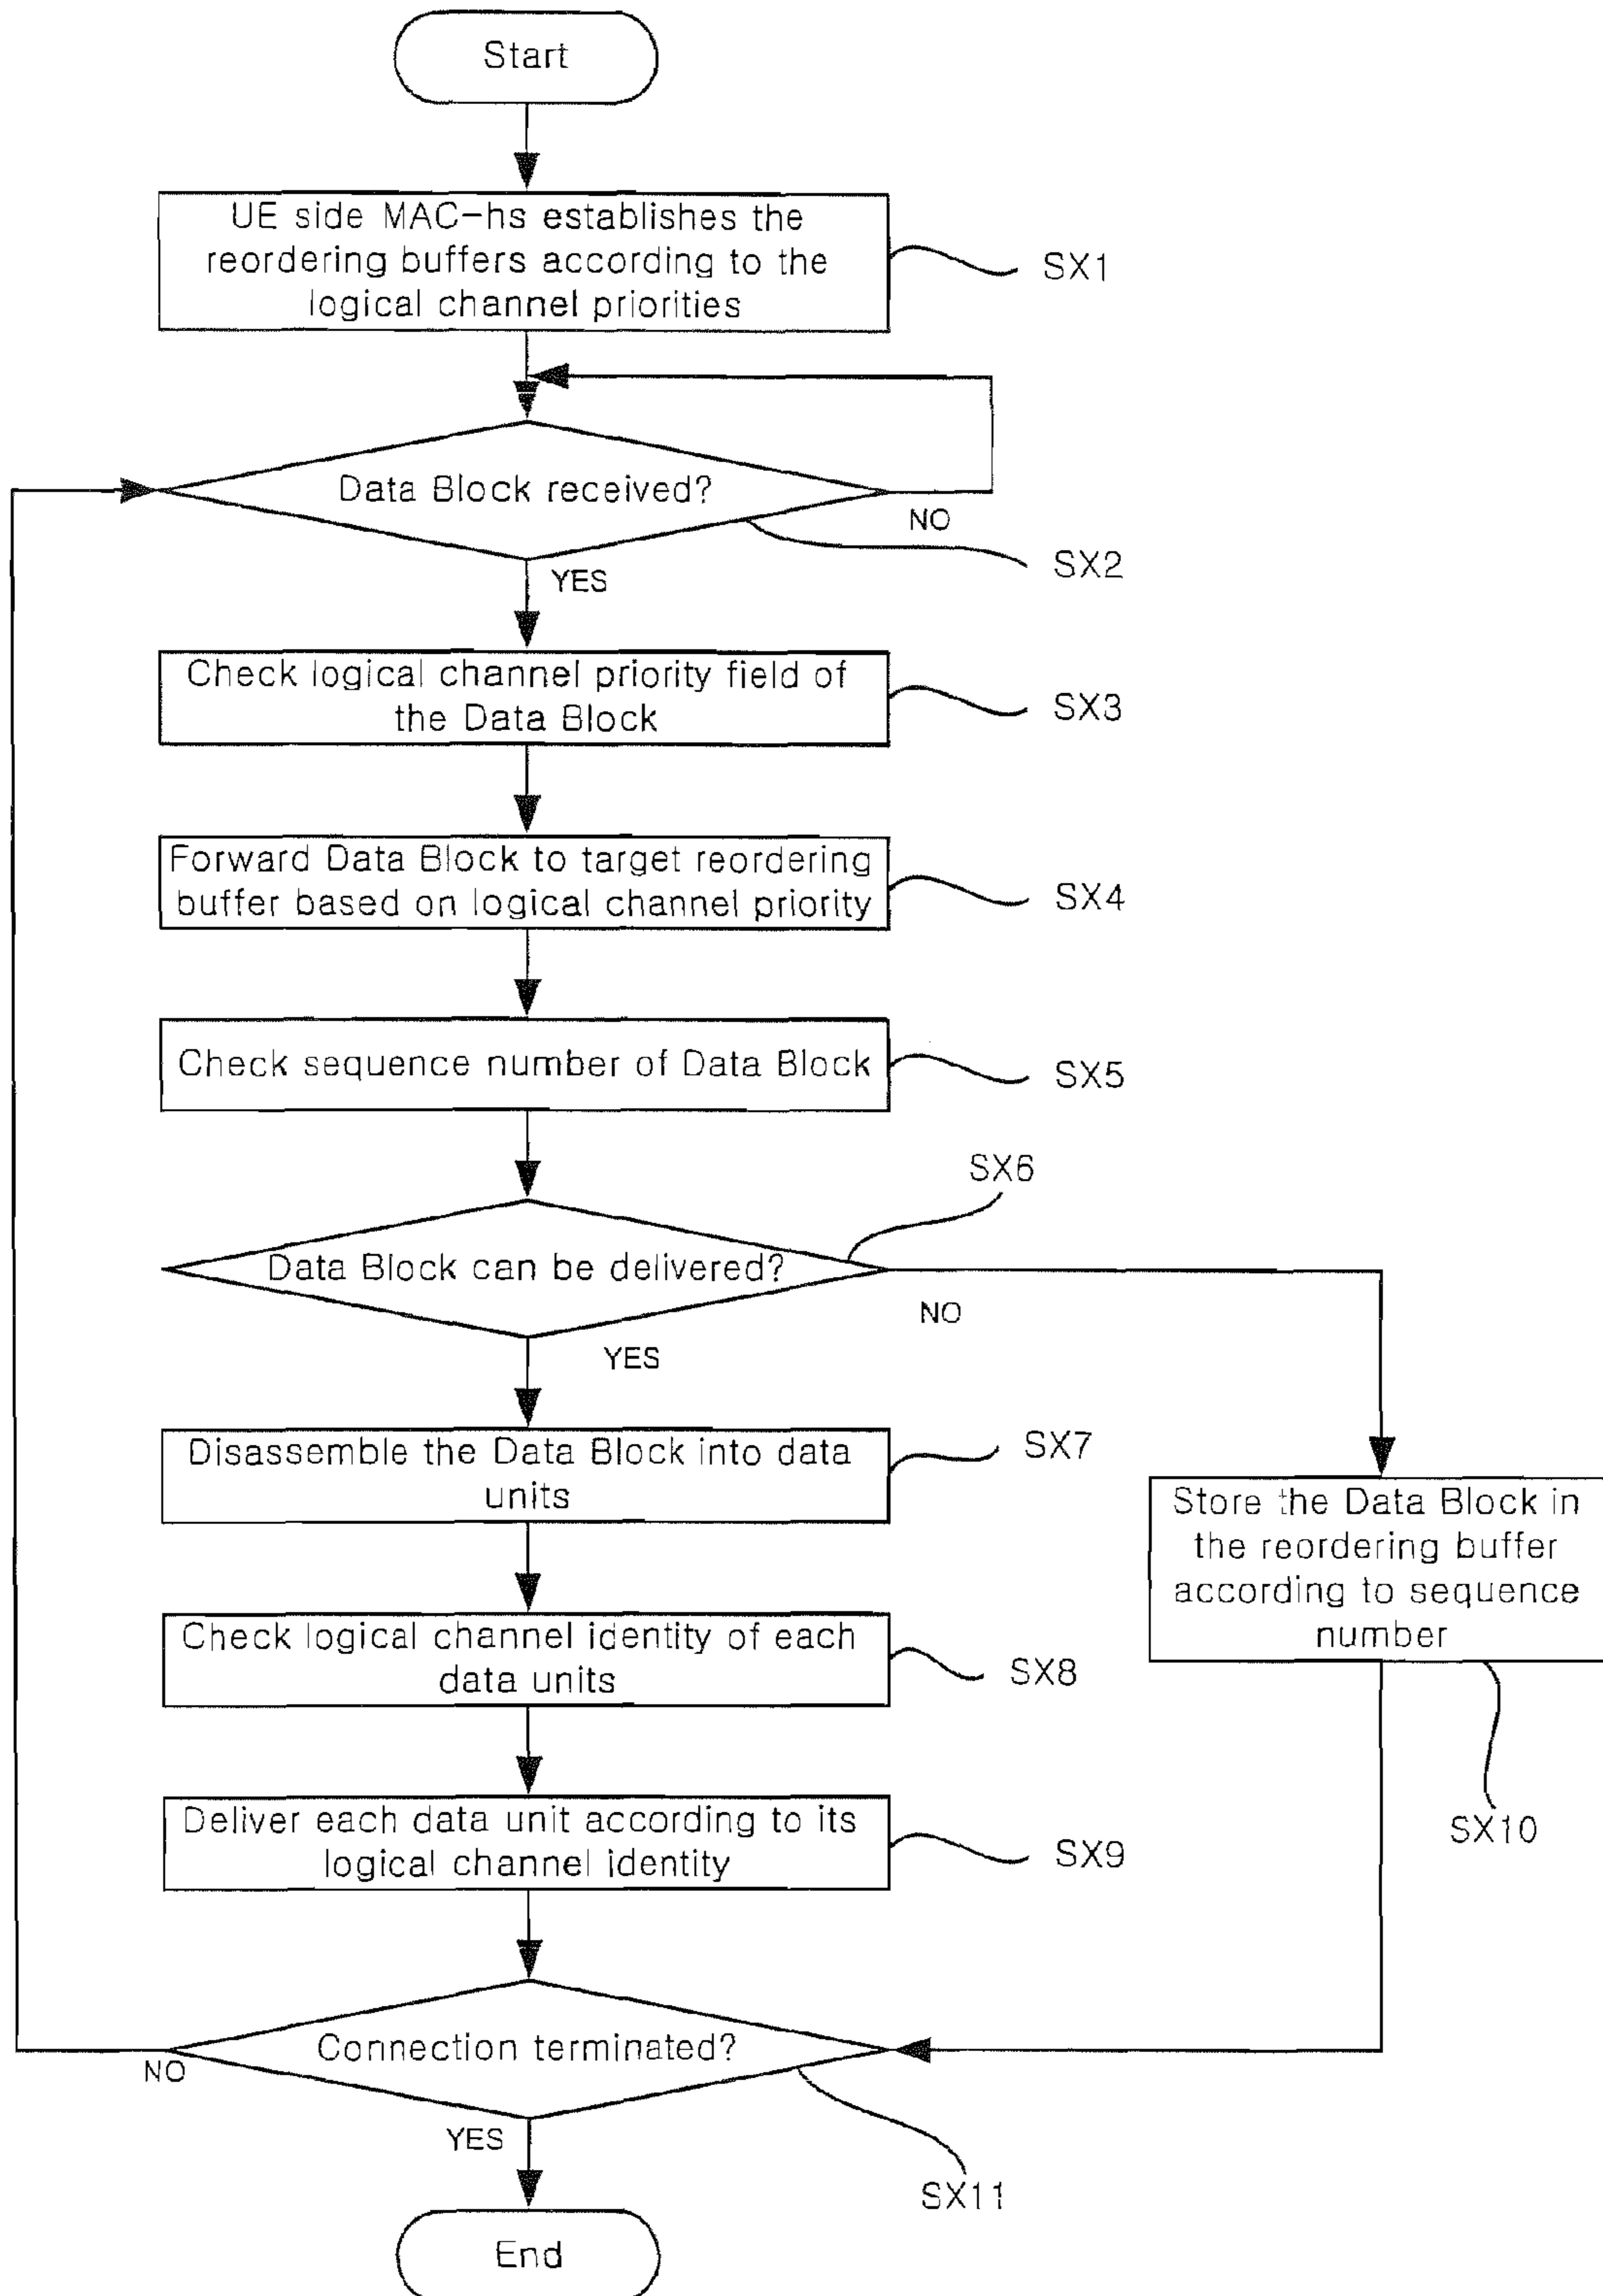 Start
UE side MAC-hs establishes the
reordering buffers according to the
logical channel priorities
SX1
Data Block received?
NO
SX2
YES
Check logical channel priority field of
the Data Block
SX3
Forward Data Block to target reordering
buffer based on logical channel priority
SX4
Check sequence number of Data Block
SX5
SX6
Data Block can be delivered?
NO
YES
Disassemble the Data Block into data
units
SX7
Store the Data Block in
the reordering buffer
according to sequence
number
Check logical channel identity of each
data units
SX8
SX10
Deliver each data unit according to its
logical channel identity
SX9
Connection terminated?
NO
YES
SX11
End